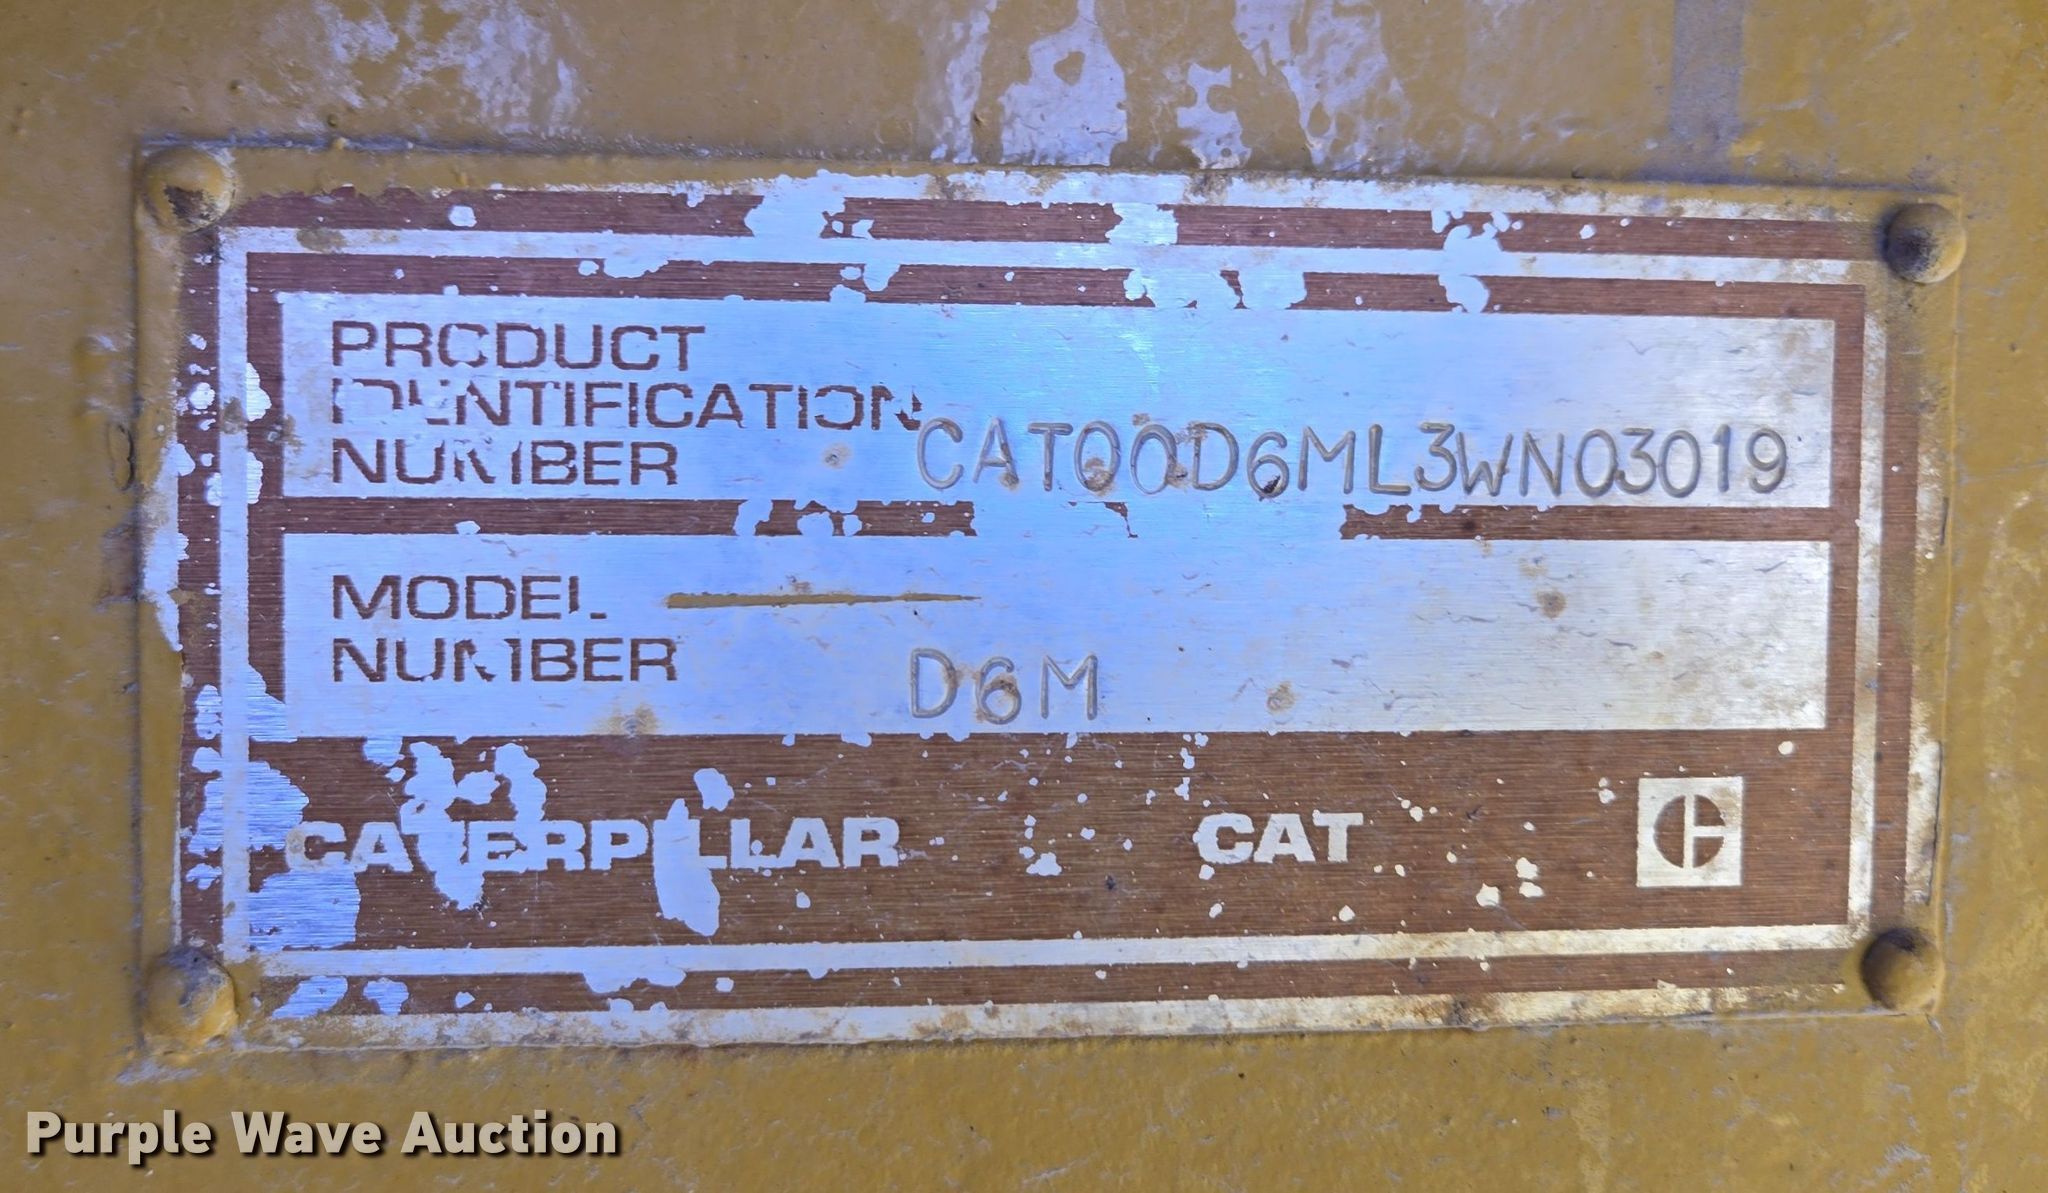 PRODUCT
IDENTIFICATION
NUMBER CAT00D6ML3WN03019
MODEL
NUMBER D6M
CATERPILLAR CAT
Purple Wave Auction